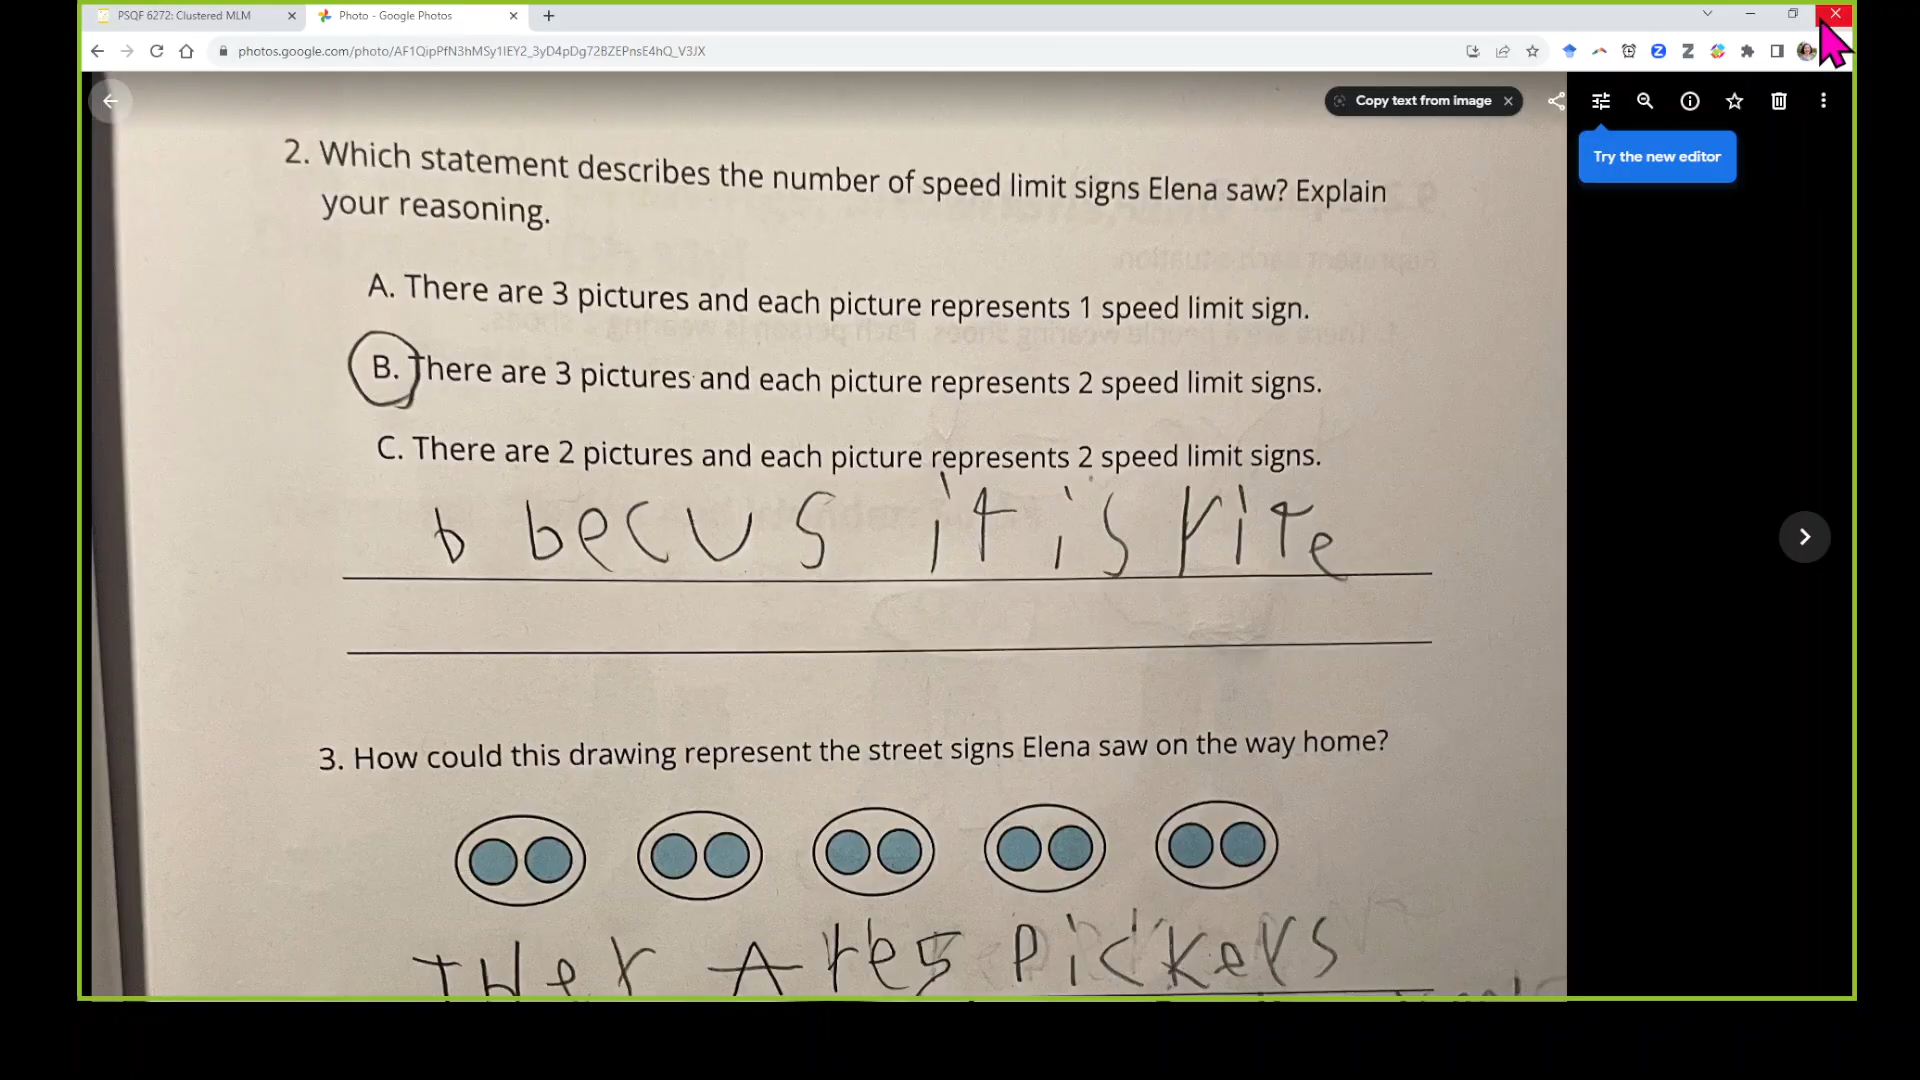 PSQF 6272: Clustered MLM
Photo - Google Photos
photos.google.com/photo/AF1QipPfN3hMSy1IEY2_3yD4pDg72BZEPnsE4hQ_V3JX
Copy text from image
Try the new editor
2. Which statement describes the number of speed limit signs Elena saw? Explain
your reasoning.
A. There are 3 pictures and each picture represents 1 speed limit sign.
B. There are 3 pictures and each picture represents 2 speed limit signs.
C. There are 2 pictures and each picture represents 2 speed limit signs.
b becus it is rite
3. How could this drawing represent the street signs Elena saw on the way home?
THer Are 5 Pickers